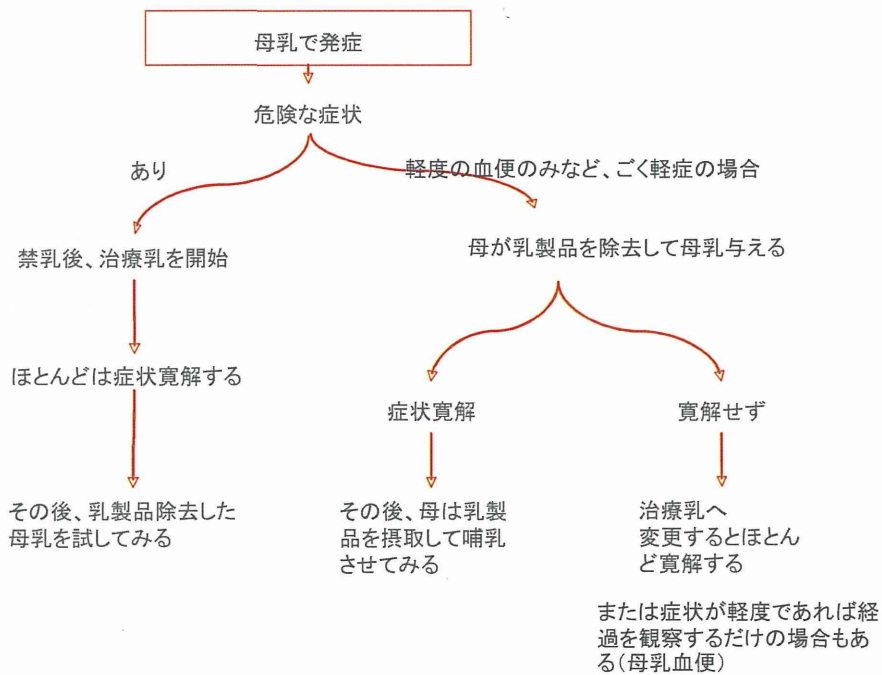 母乳で発症
危険な症状
あり
軽度の血便のみなど、ごく軽症の場合
禁乳後、治療乳を開始
母が乳製品を除去して母乳与える
ほとんどは症状寛解する
症状寛解
寛解せず
その後、乳製品除去した
母乳を試してみる
その後、母は乳製
品を摂取して哺乳
させてみる
治療乳へ
変更するとほとん
ど寛解する
または症状が軽度であれば経
過を観察するだけの場合もあ
る(母乳血便)